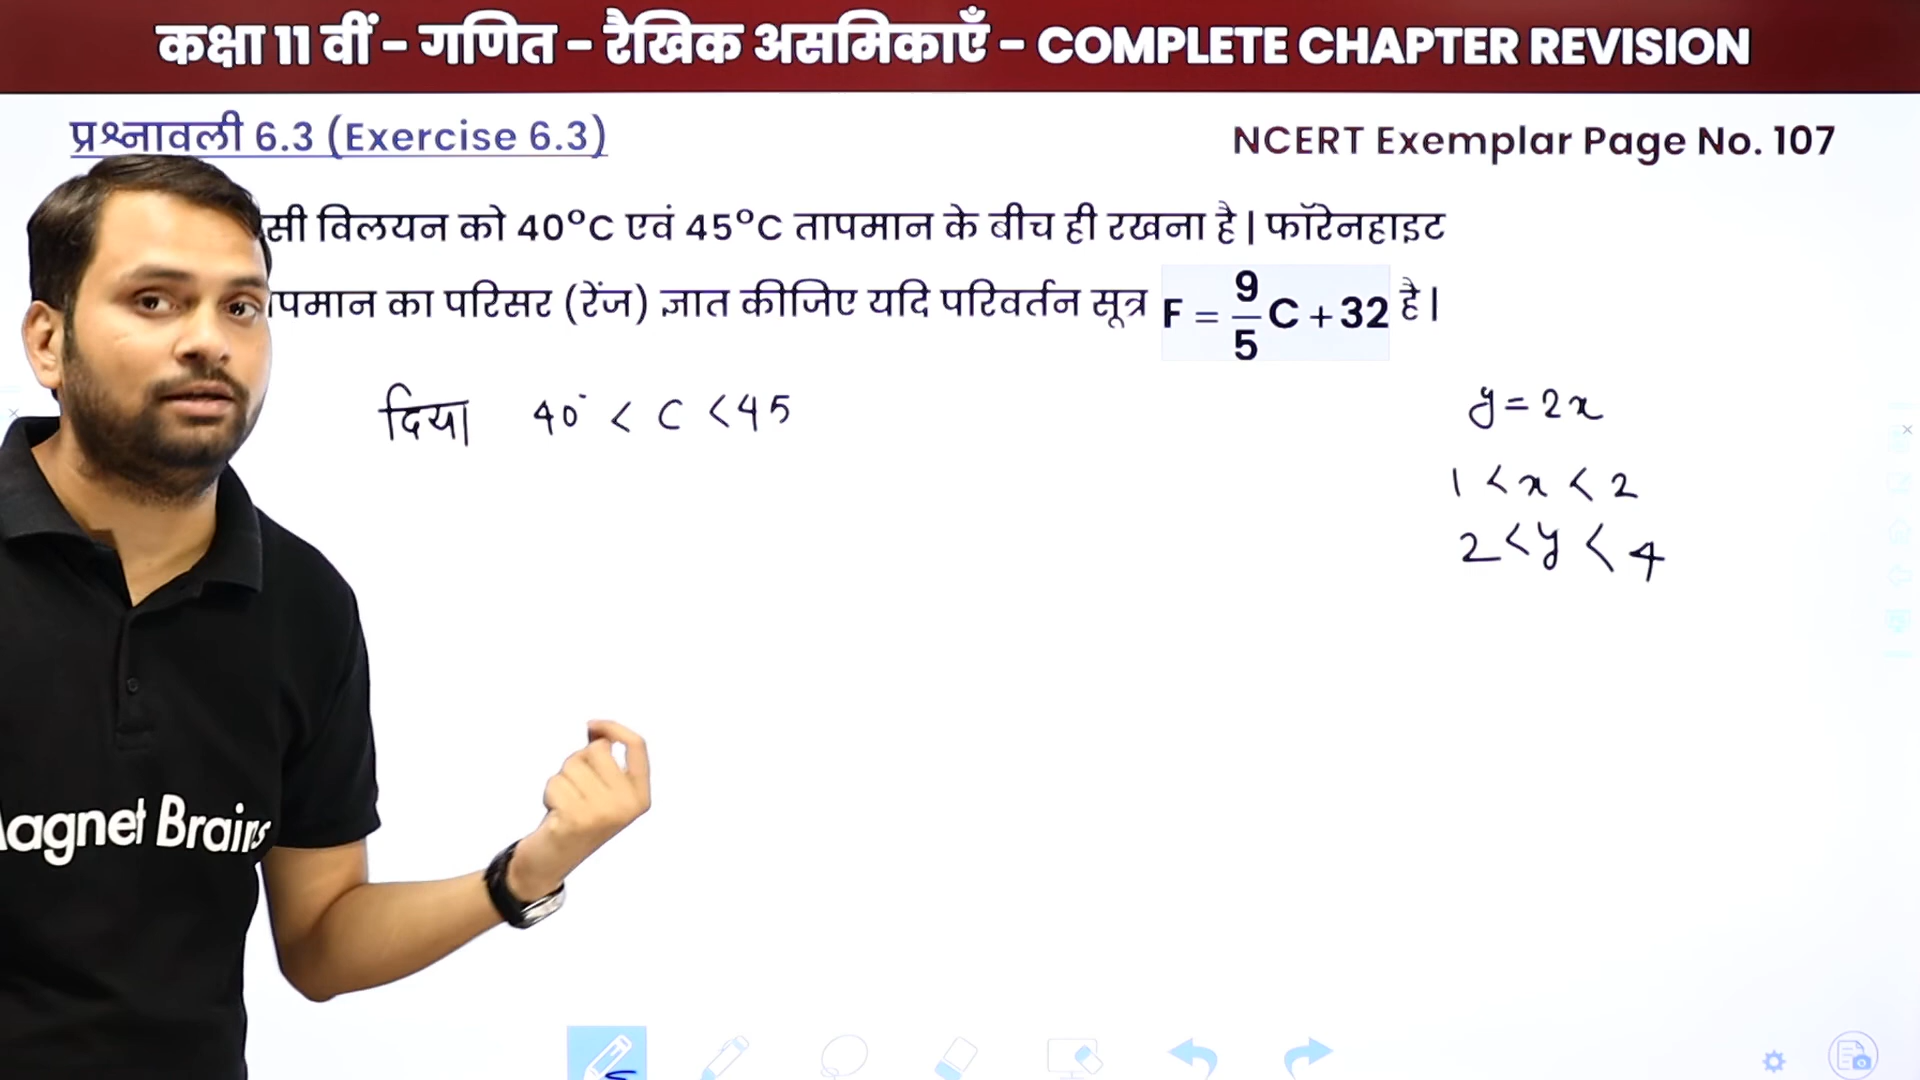 कक्षा 11 वीं – गणित – रैखिक असमिकाएँ – COMPLETE CHAPTER REVISION
प्रश्नावली 6.3 (Exercise 6.3)
NCERT Exemplar Page No. 107
सी विलयन को 40°C एवं 45°C तापमान के बीच ही रखना है | फॉरेनहाइट
पमान का परिसर (रेंज) ज्ञात कीजिए यदि परिवर्तन सूत्र F = 9/5 C + 32 है |
दिया 40° < C < 45
y = 2x
1 < x < 2
2 < y < 4
agnet Brains